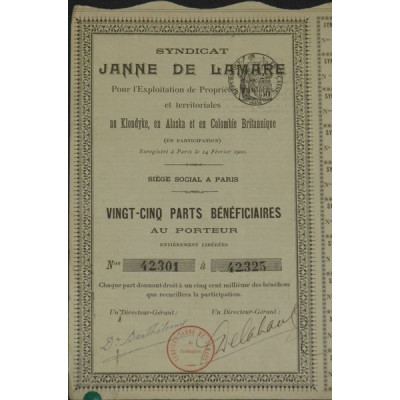 SYNDICAT
JANNE DE LAMARE
Pour l'Exploitation de Propriétés
et territoriales
au Klondyke, en Alaska et en Colombie Britannique
(EN PARTICIPATION)
Enregistré à Paris le 14 Février 1900.
SIÈGE SOCIAL A PARIS
VINGT-CINQ PARTS BÉNÉFICIAIRES
AU PORTEUR
ENTIÈREMENT LIBÉRÉES
Nos 42301 à 42325
Chaque part donnant droit à un cinq cent millième des bénéfices
que recueillera la participation.
Un Directeur-Gérant : Un Directeur-Gérant :